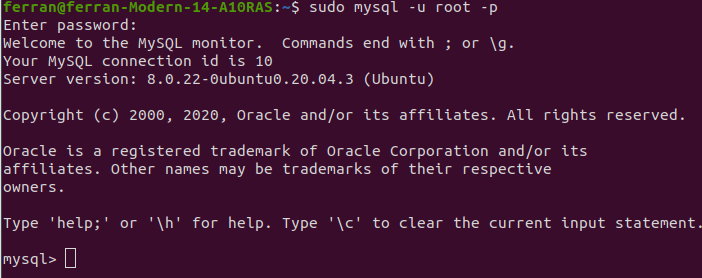 ferran@ferran-Modern-14-A10RAS:~$ sudo mysql -u root -p
Enter password:
Welcome to the MySQL monitor.  Commands end with ; or \g.
Your MySQL connection id is 10
Server version: 8.0.22-0ubuntu0.20.04.3 (Ubuntu)
Copyright (c) 2000, 2020, Oracle and/or its affiliates. All rights reserved.
Oracle is a registered trademark of Oracle Corporation and/or its
affiliates. Other names may be trademarks of their respective
owners.
Type 'help;' or '\h' for help. Type '\c' to clear the current input statement.
mysql>